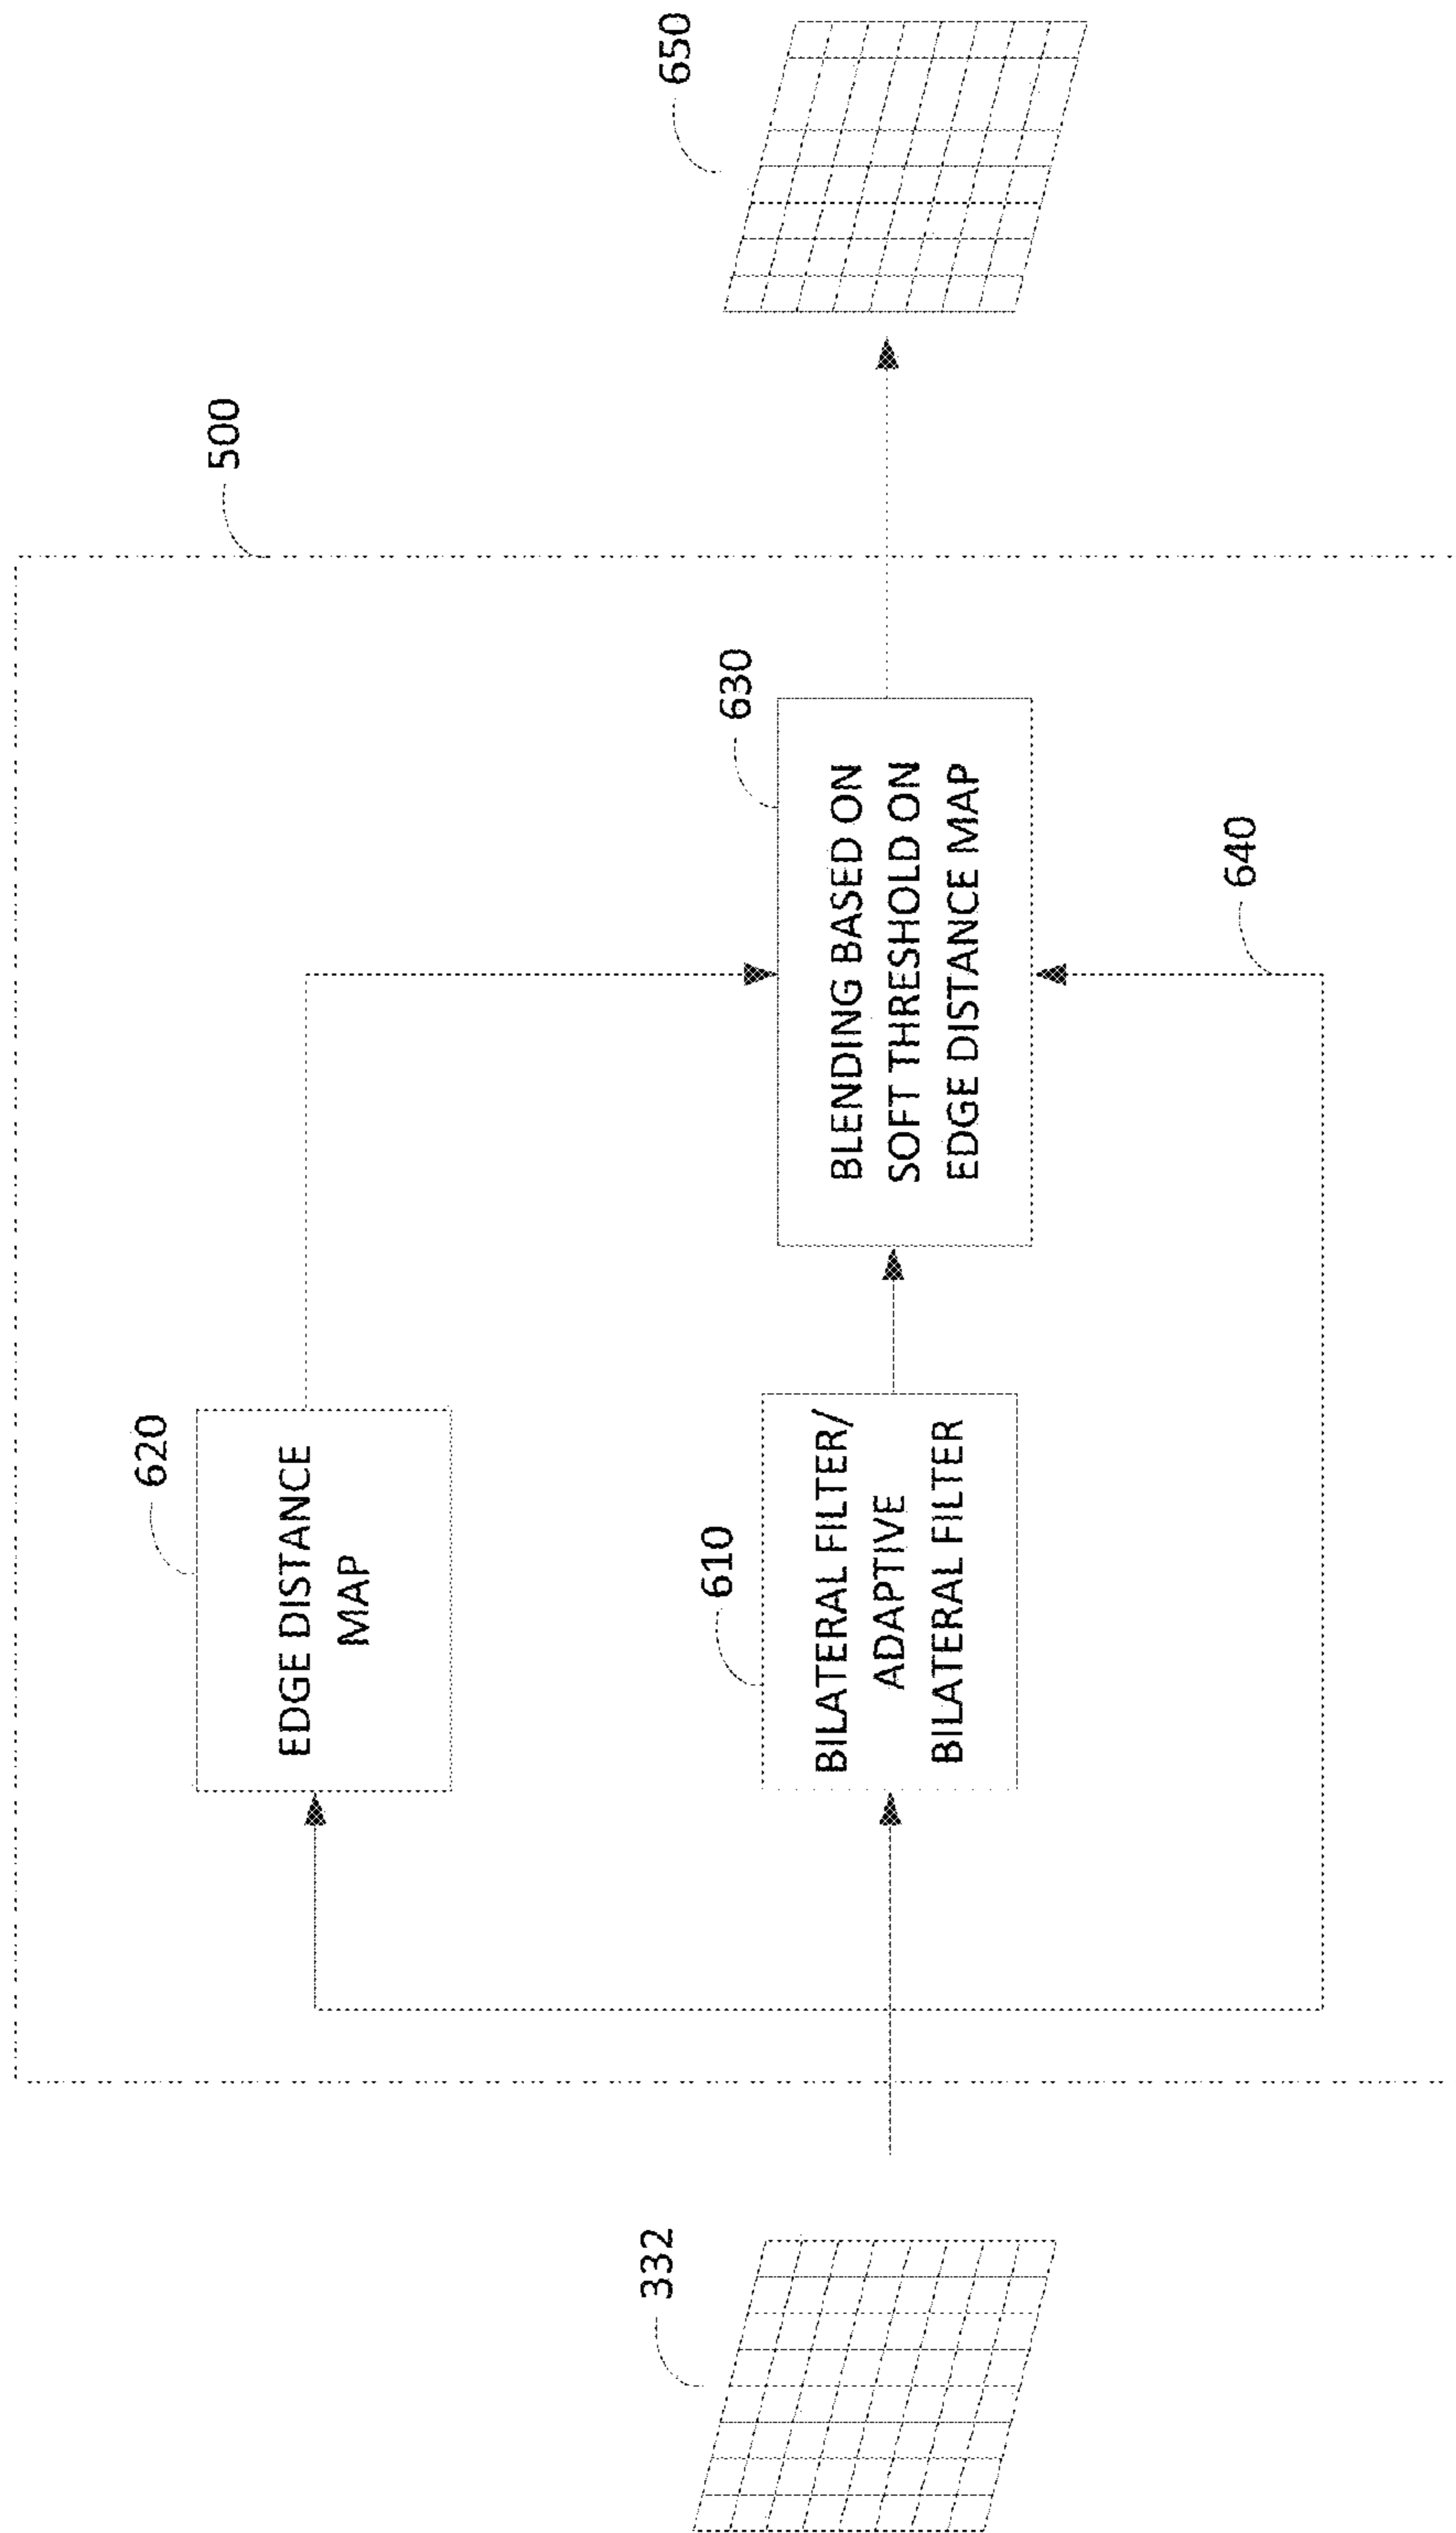 332
500
620
EDGE DISTANCE
MAP
610
BILATERAL FILTER/
ADAPTIVE
BILATERAL FILTER
630
BLENDING BASED ON
SOFT THRESHOLD ON
EDGE DISTANCE MAP
640
650